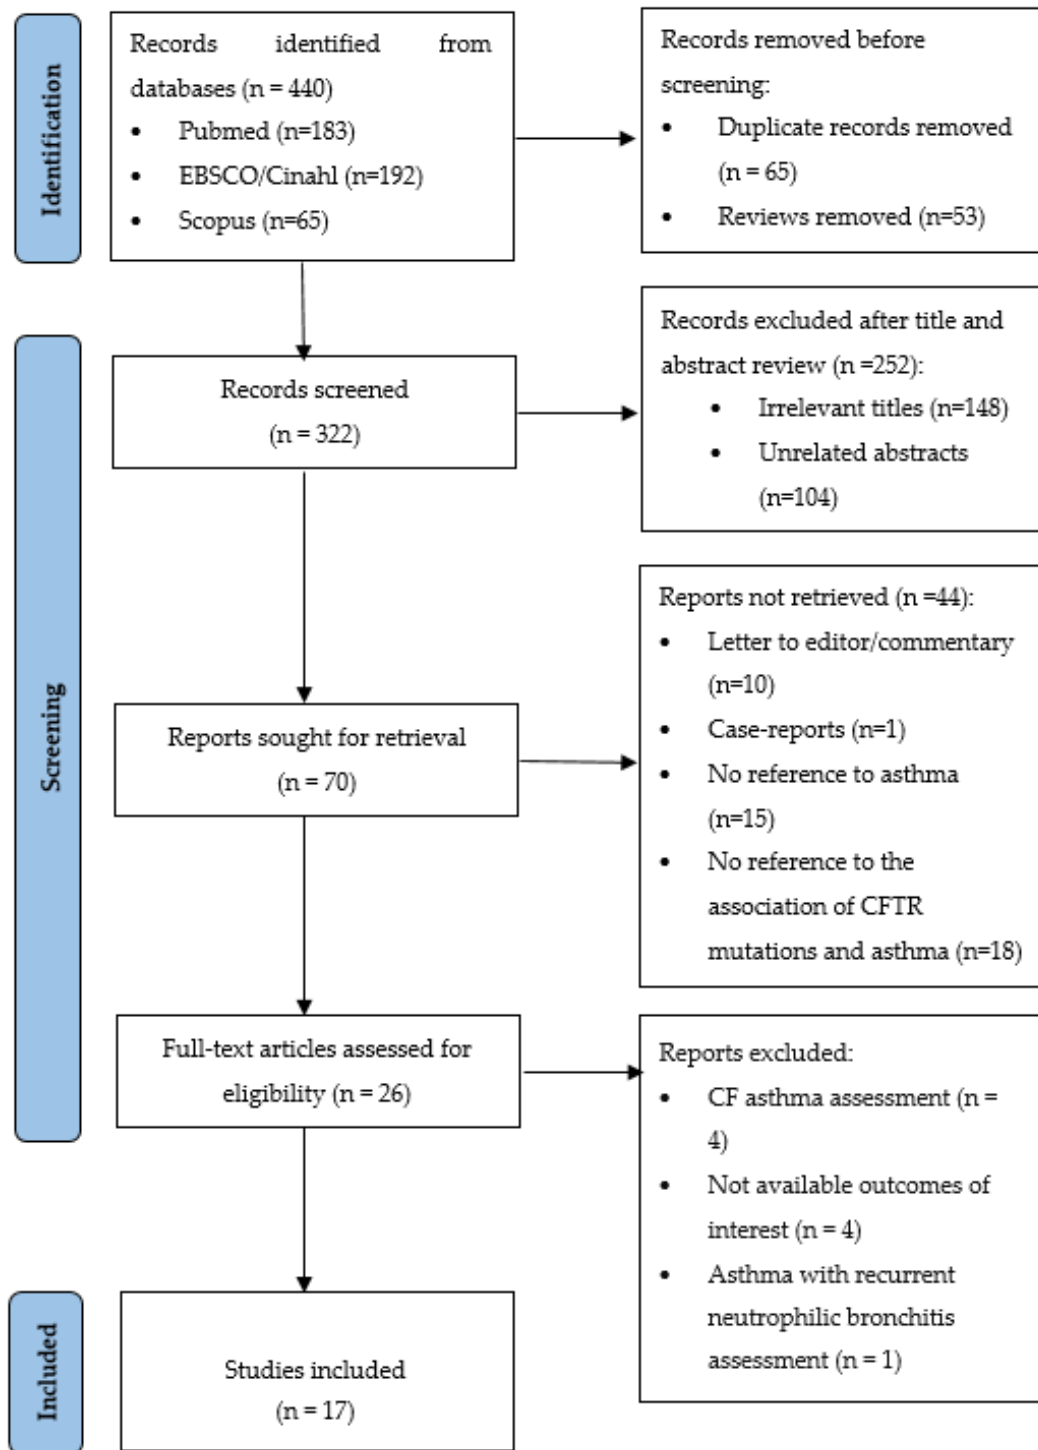 Identification
Records identified from
databases (n = 440)
• Pubmed (n=183)
• EBSCO/Cinahl (n=192)
• Scopus (n=65)
Records removed before
screening:
• Duplicate records removed
(n = 65)
• Reviews removed (n=53)
Screening
Records screened
(n = 322)
Records excluded after title and
abstract review (n =252):
• Irrelevant titles (n=148)
• Unrelated abstracts
(n=104)
Reports sought for retrieval
(n = 70)
Reports not retrieved (n =44):
• Letter to editor/commentary
(n=10)
• Case-reports (n=1)
• No reference to asthma
(n=15)
• No reference to the
association of CFTR
mutations and asthma (n=18)
Full-text articles assessed for
eligibility (n = 26)
Reports excluded:
• CF asthma assessment (n =
4)
• Not available outcomes of
interest (n = 4)
• Asthma with recurrent
neutrophilic bronchitis
assessment (n = 1)
Included
Studies included
(n = 17)